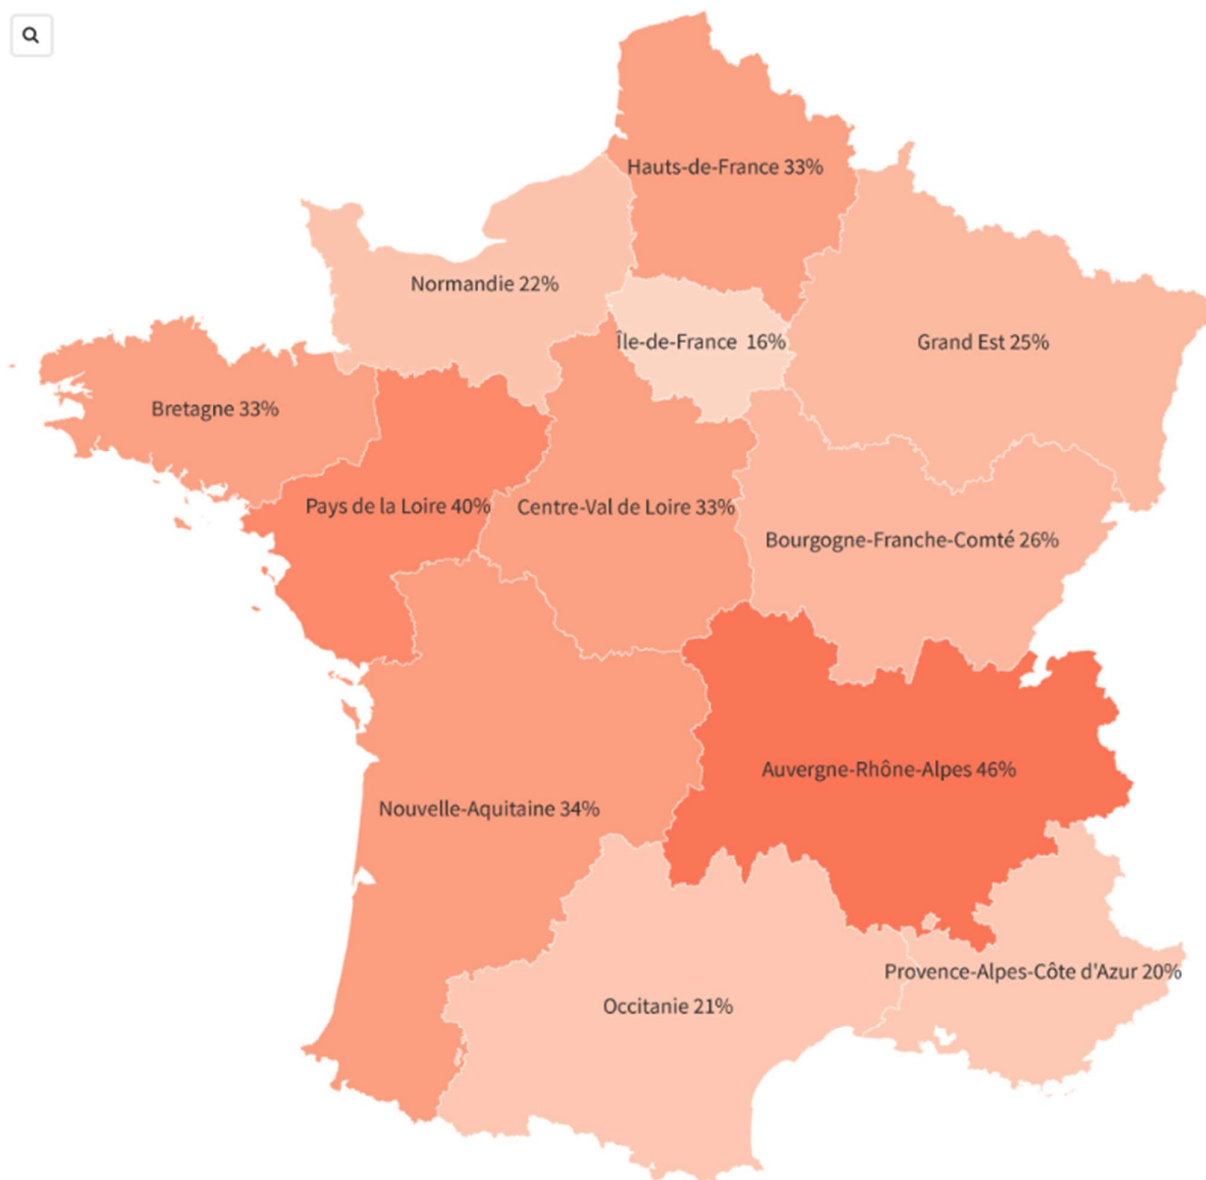 Hauts-de-France 33%
Normandie 22%
Île-de-France 16%
Grand Est 25%
Bretagne 33%
Pays de la Loire 40%
Centre-Val de Loire 33%
Bourgogne-Franche-Comté 26%
Auvergne-Rhône-Alpes 46%
Nouvelle-Aquitaine 34%
Provence-Alpes-Côte d'Azur 20%
Occitanie 21%